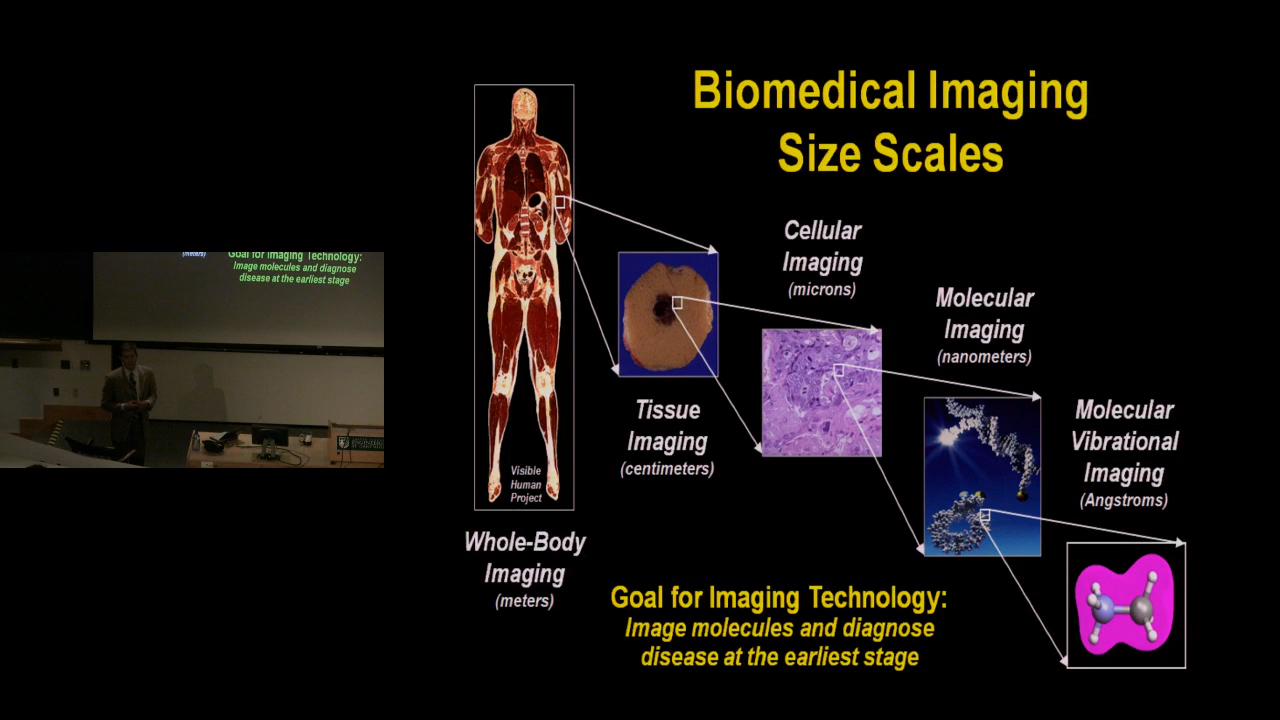 Biomedical Imaging
Size Scales
Cellular
Imaging
(microns)
Molecular
Imaging
(nanometers)
Molecular
Vibrational
Imaging
(Angstroms)
Tissue
Imaging
(centimeters)
Visible
Human
Project
Whole-Body
Imaging
(meters)
Goal for Imaging Technology:
Image molecules and diagnose
disease at the earliest stage
(meters)
Goal for Imaging Technology:
Image molecules and diagnose
disease at the earliest stage